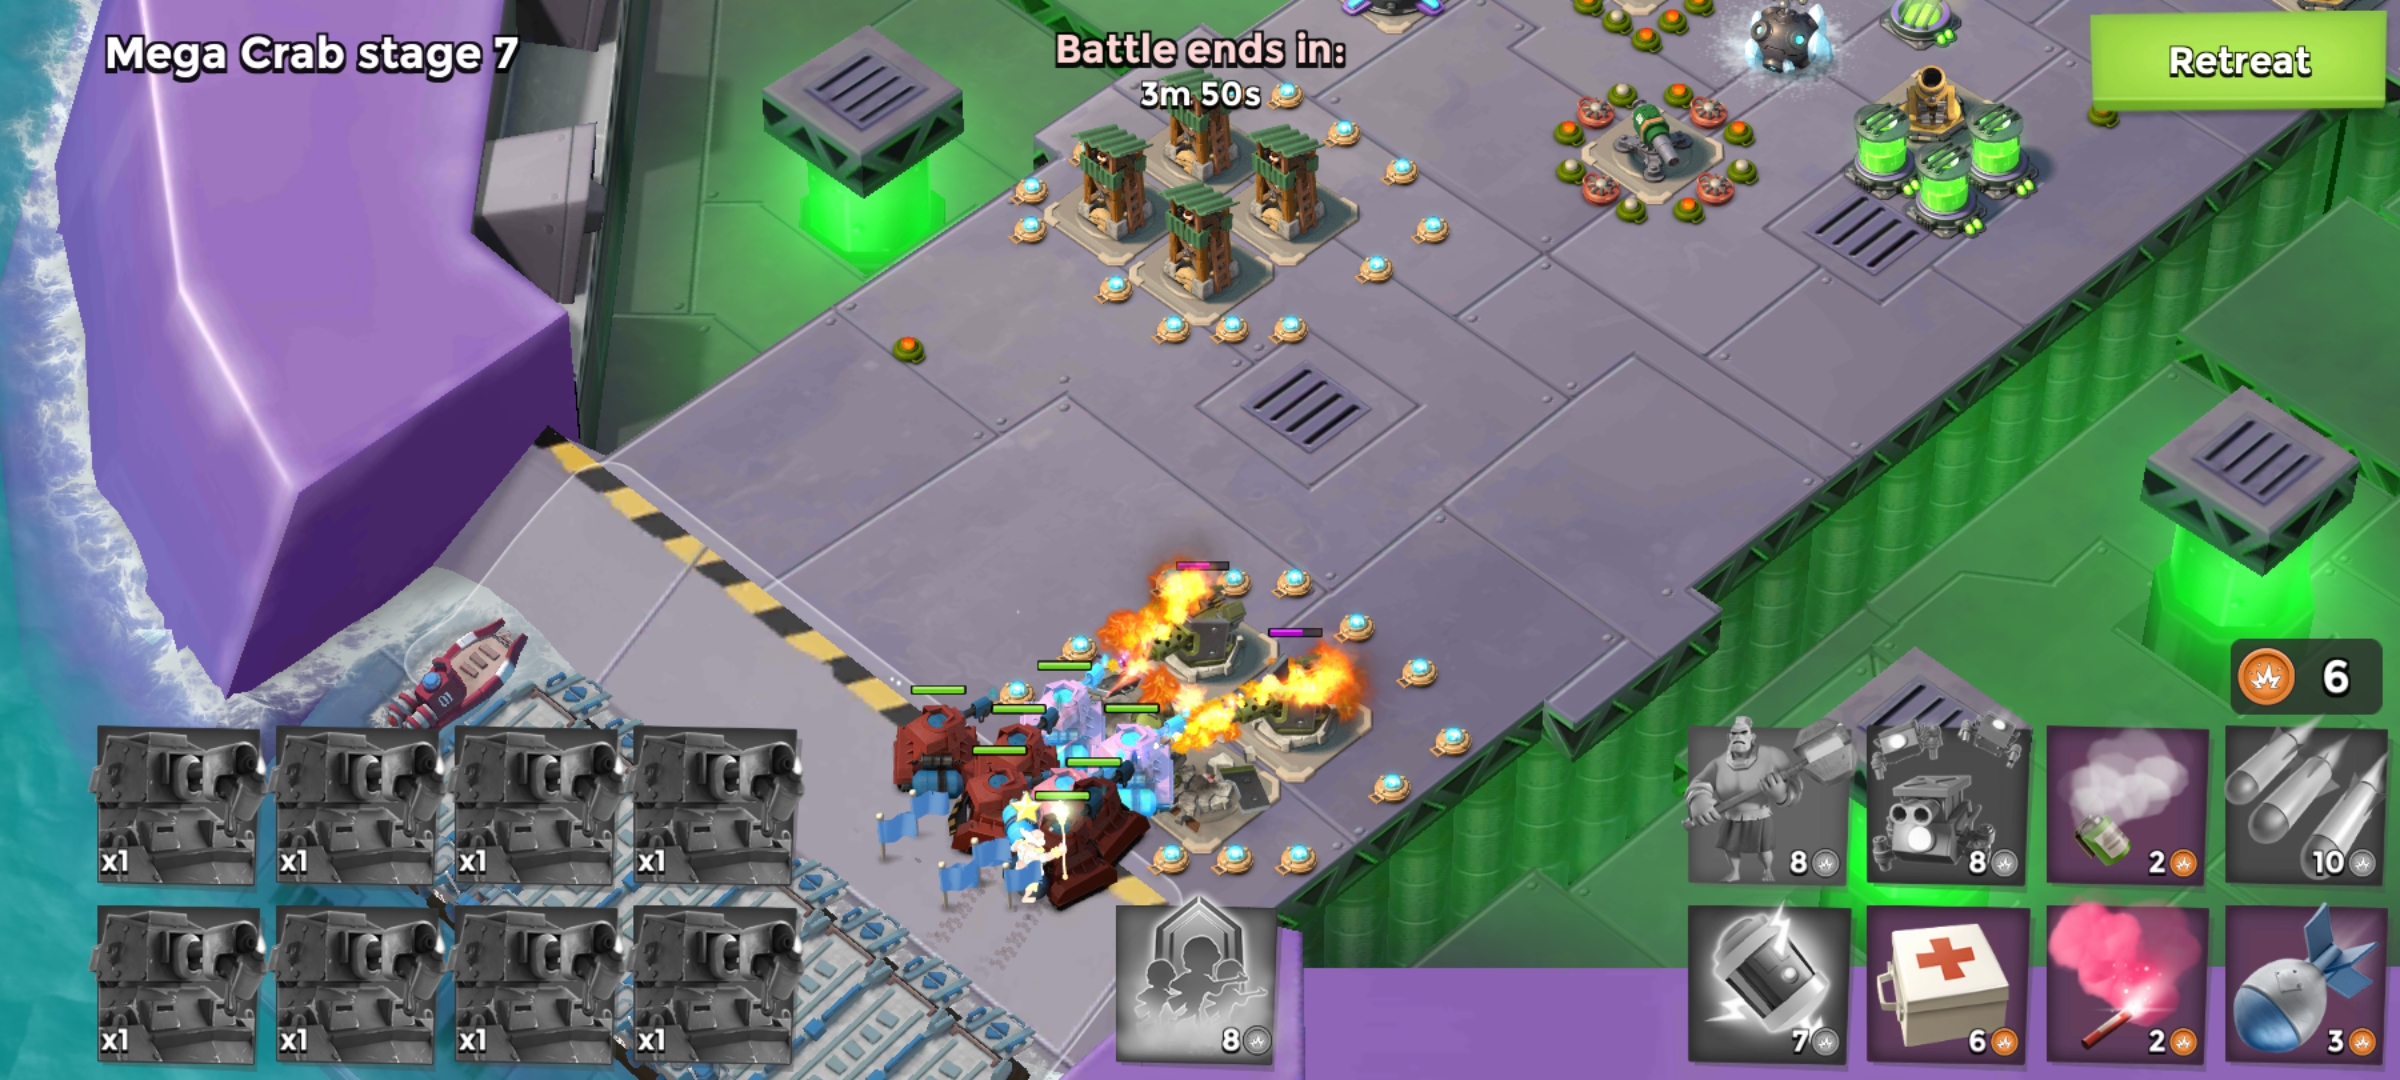 Mega Crab stage 7
Battle ends in:
3m 50s
Retreat
6
x1
x1
x1
x1
8
8
2
10
x1
x1
x1
x1
8
7
6
2
3